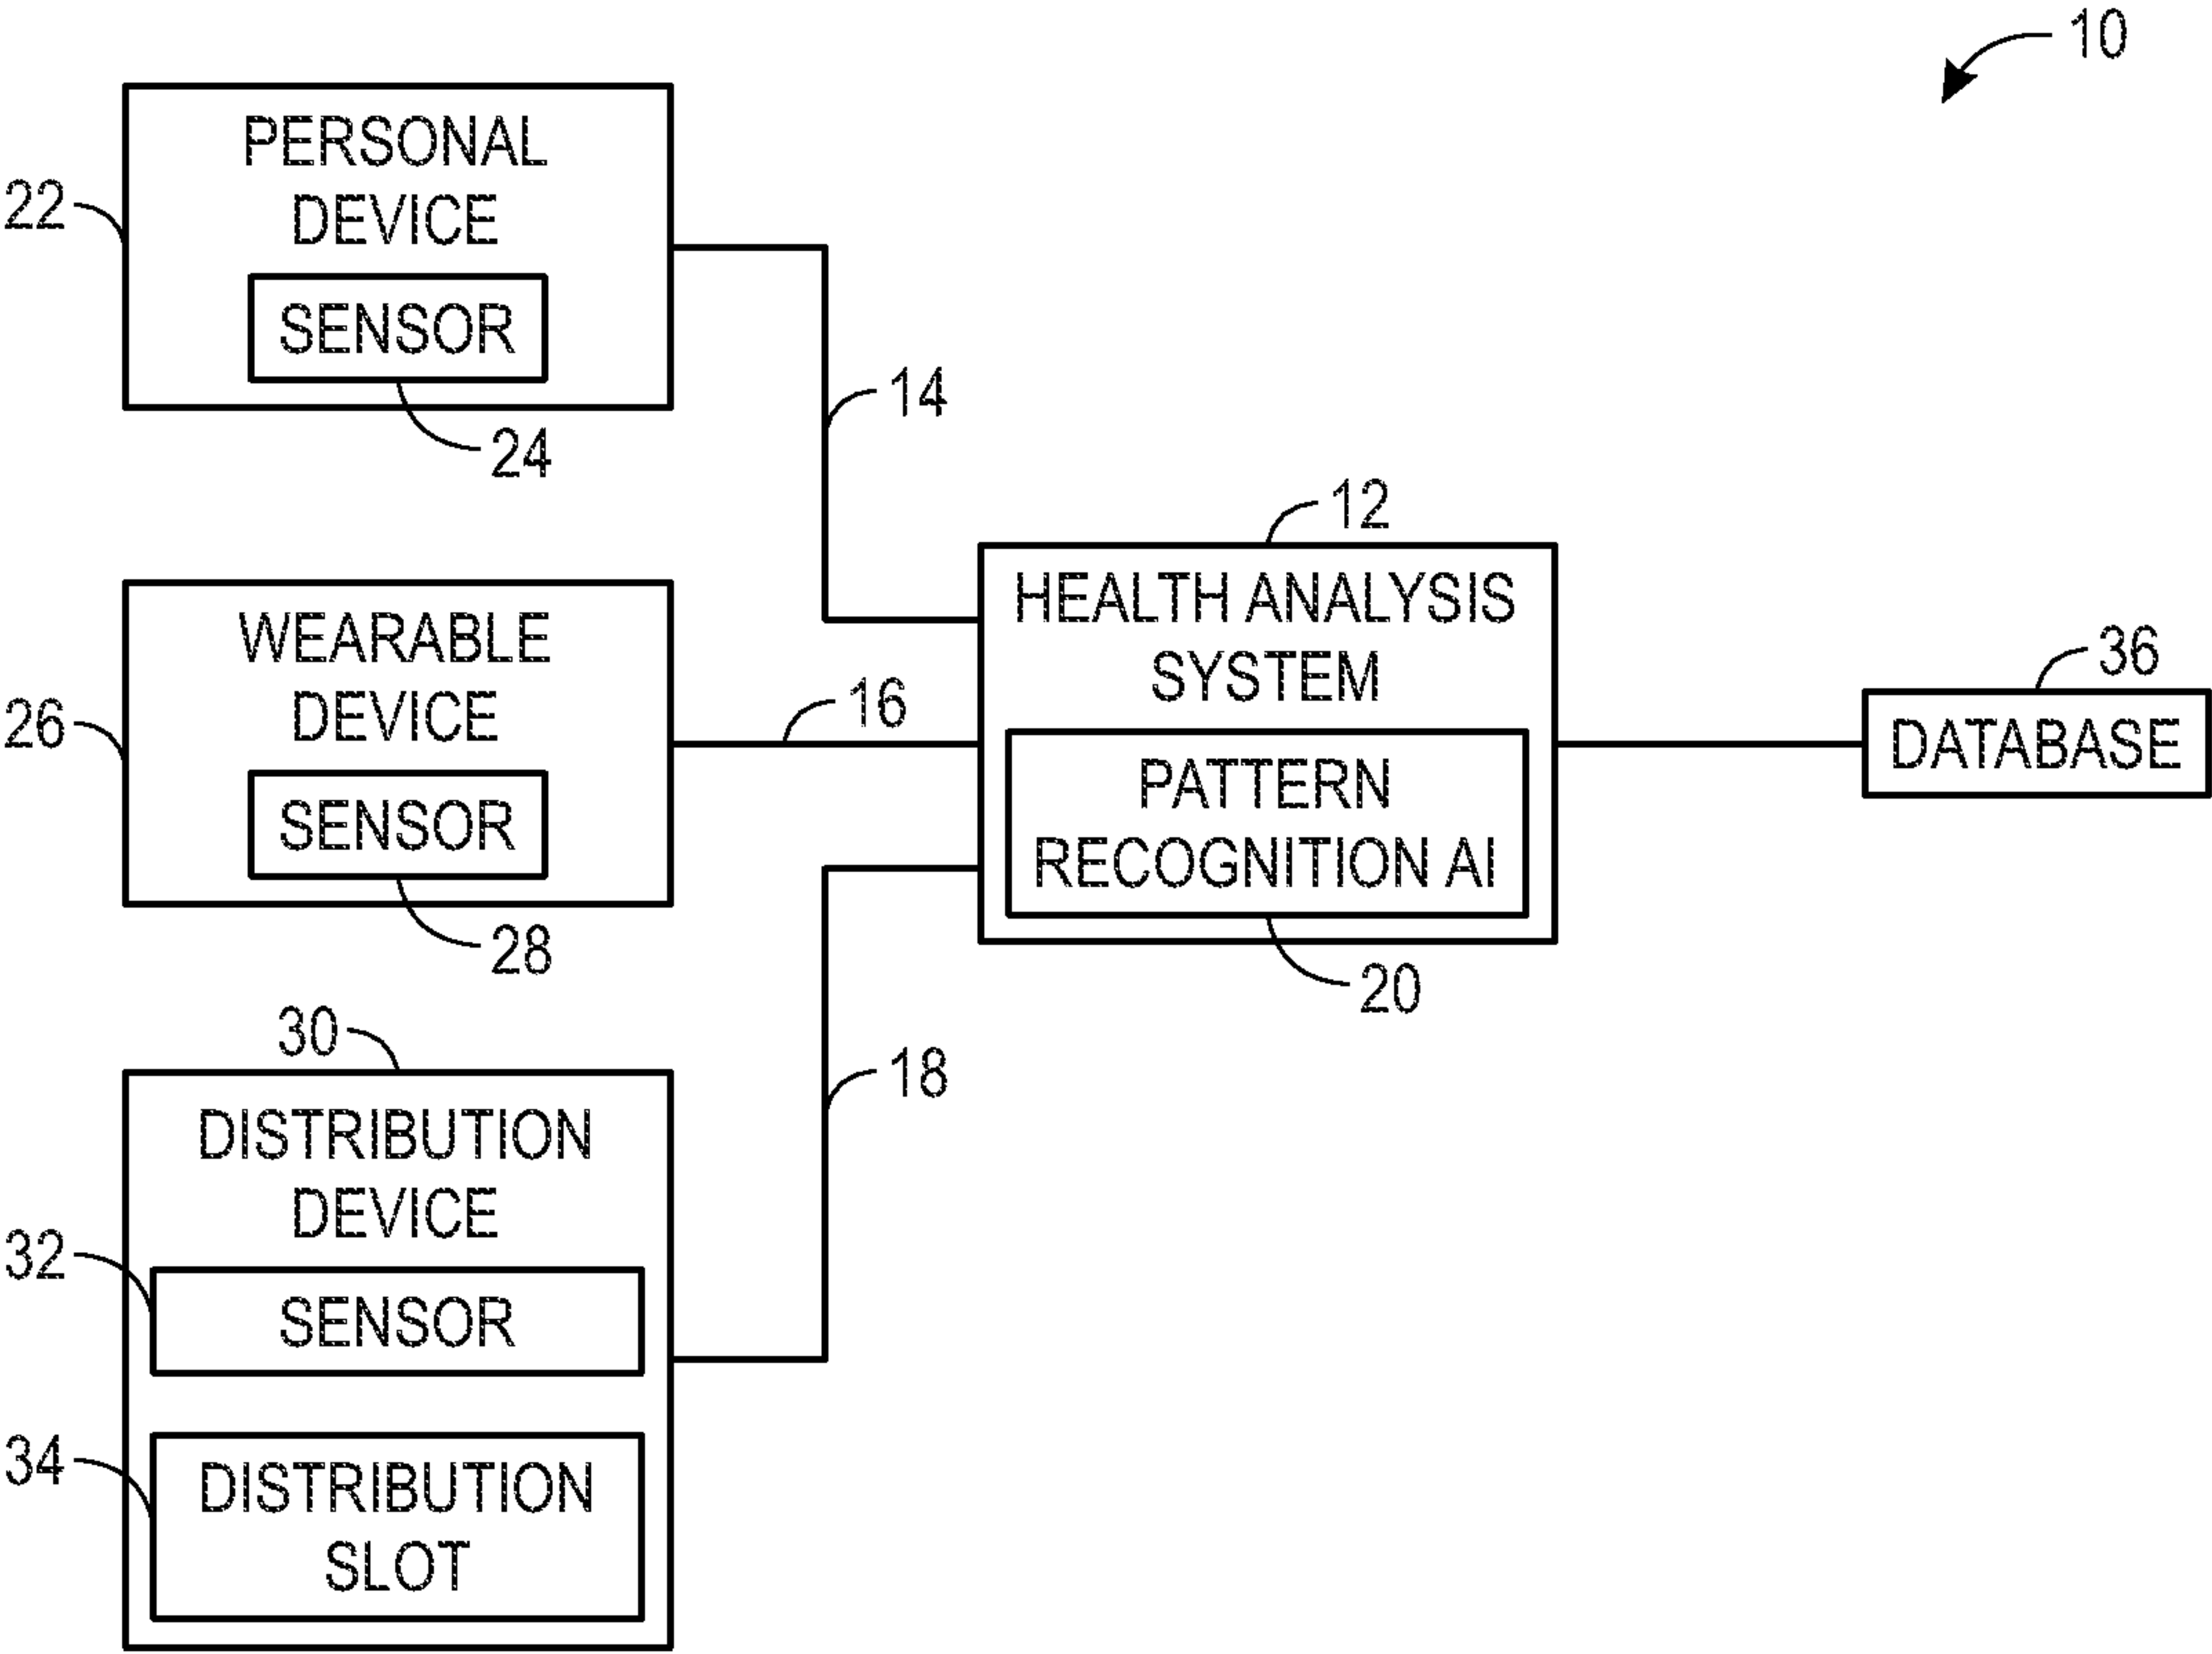 10
PERSONAL
DEVICE
22
SENSOR
24
14
12
HEALTH ANALYSIS
SYSTEM
PATTERN
RECOGNITION AI
20
WEARABLE
DEVICE
26
SENSOR
28
16
36
DATABASE
30
DISTRIBUTION
DEVICE
18
32
SENSOR
34
DISTRIBUTION
SLOT